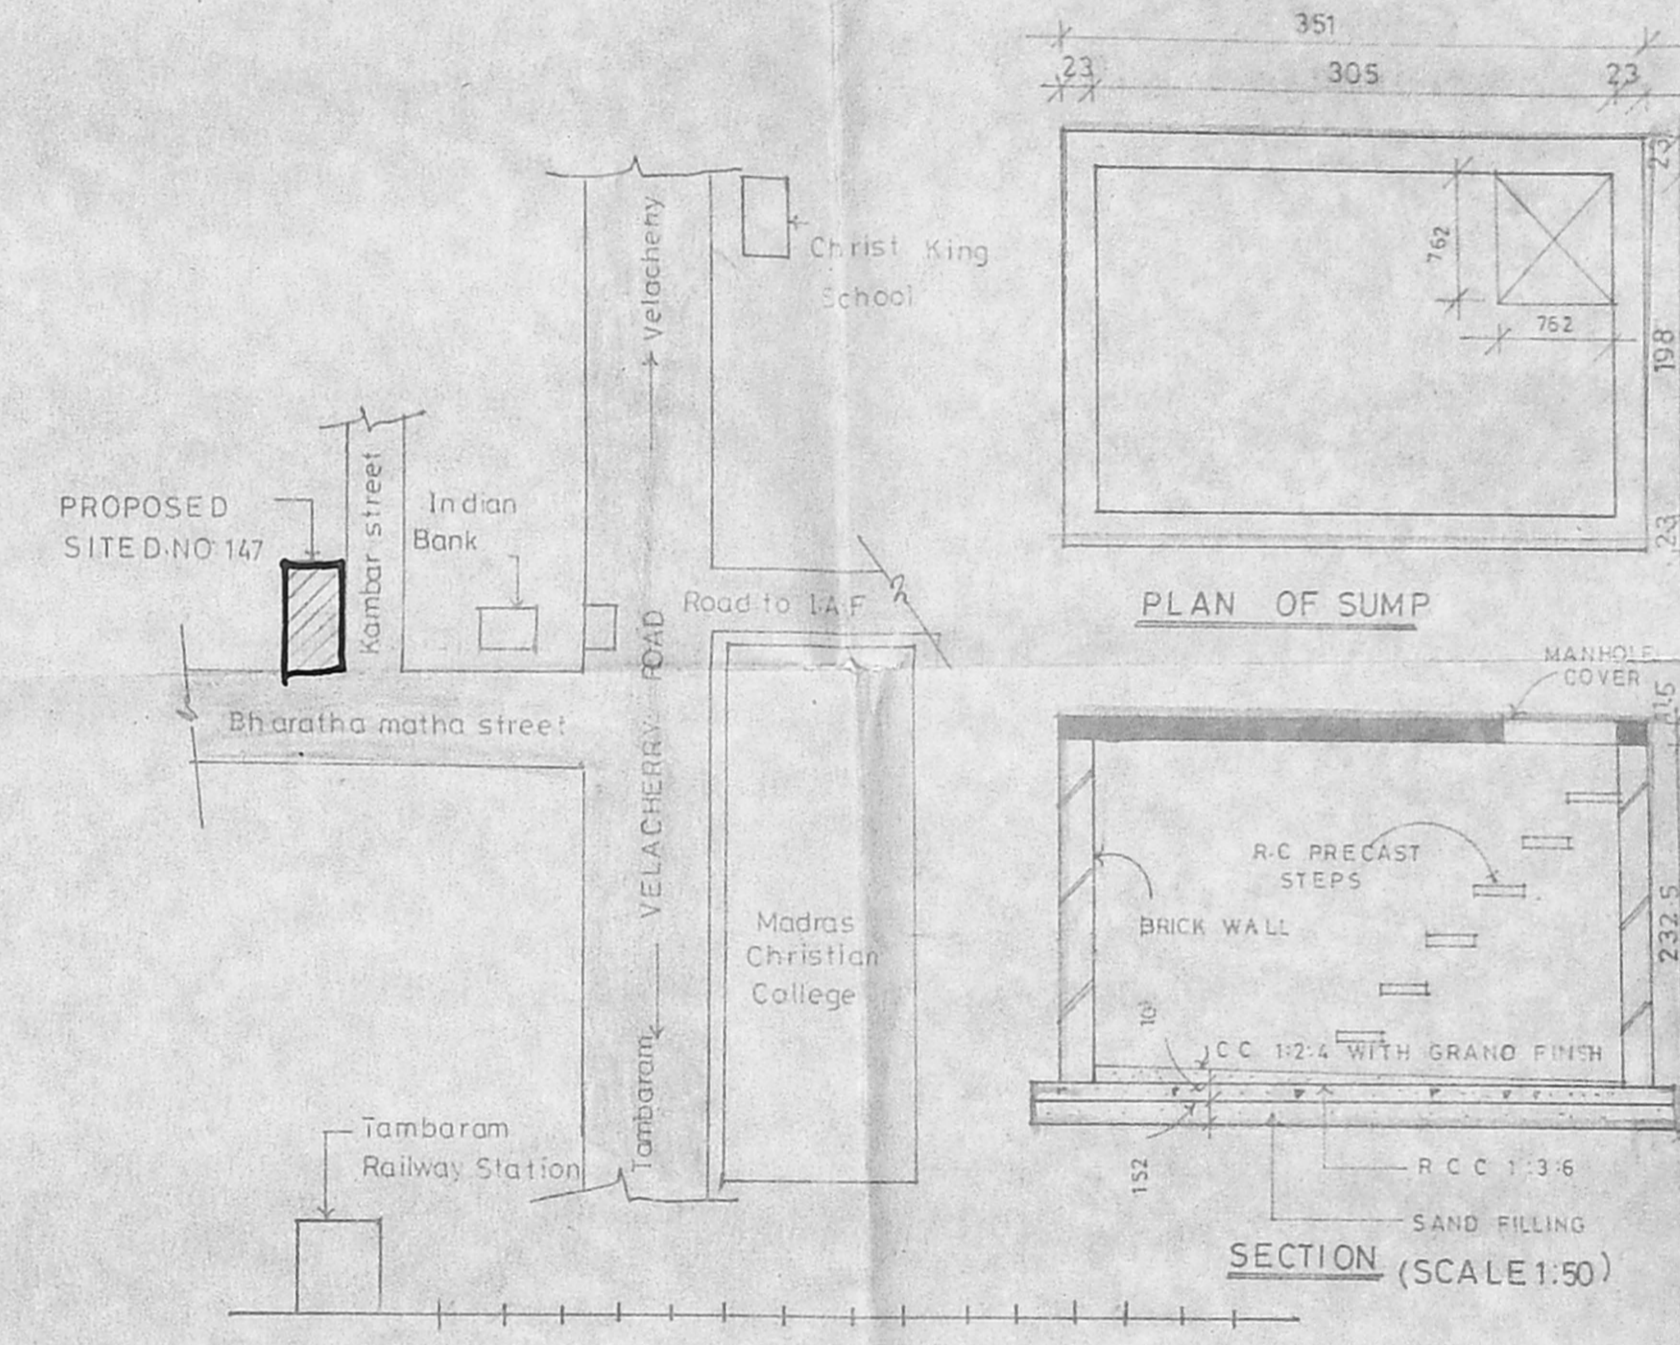 351
23 305 23
23
762
762
198
23
PLAN OF SUMP
Velachery
Christ King
School
PROPOSED
SITE D.NO 147
Kambar street
Indian
Bank
Road to I.A.F
Bharatha matha street
VELACHERRY ROAD
Madras
Christian
College
Tambaram
Tambaram
Railway Station
MANHOLE
COVER
R.C PRECAST
STEPS
BRICK WALL
232.5
C C 1:2:4 WITH GRANO FINISH
152
R C C 1:3:6
SAND FILLING
SECTION (SCALE 1:50)